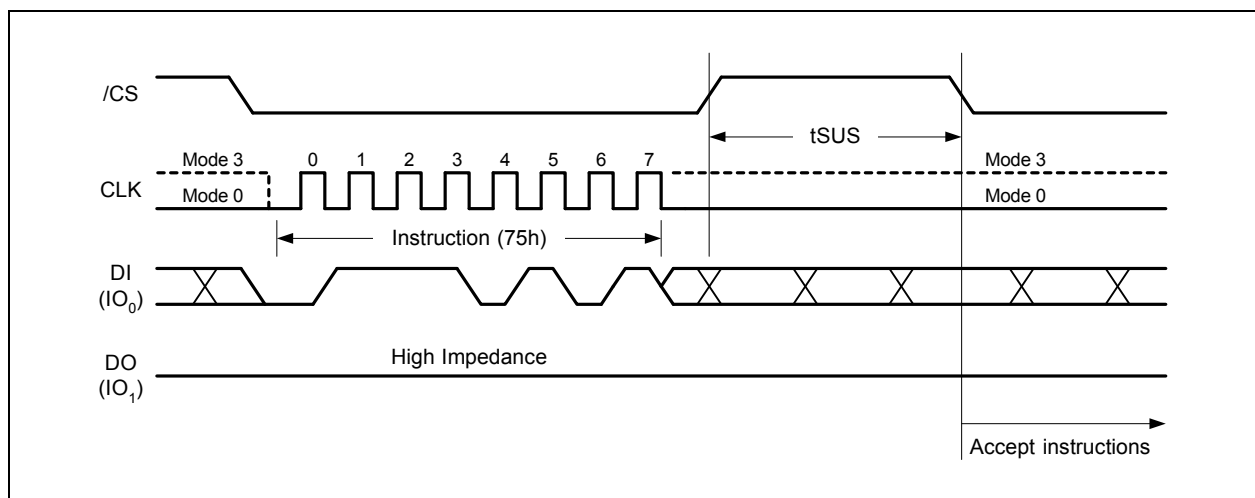 /CS
tSUS
Mode 3
0 1 2 3 4 5 6 7
Mode 3
CLK
Mode 0
Mode 0
Instruction (75h)
DI
(IO0)
High Impedance
DO
(IO1)
Accept instructions